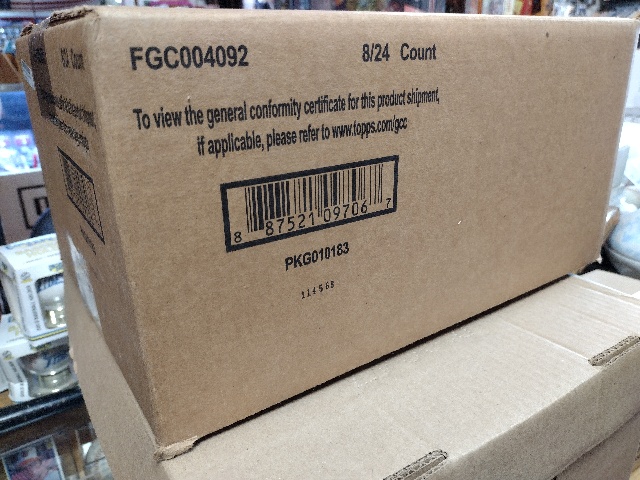 FGC004092
8/24 Count
To view the general conformity certificate for this product shipment,
if applicable, please refer to www.topps.com/gcc
8 87521 09706 7
PKG010183
114568